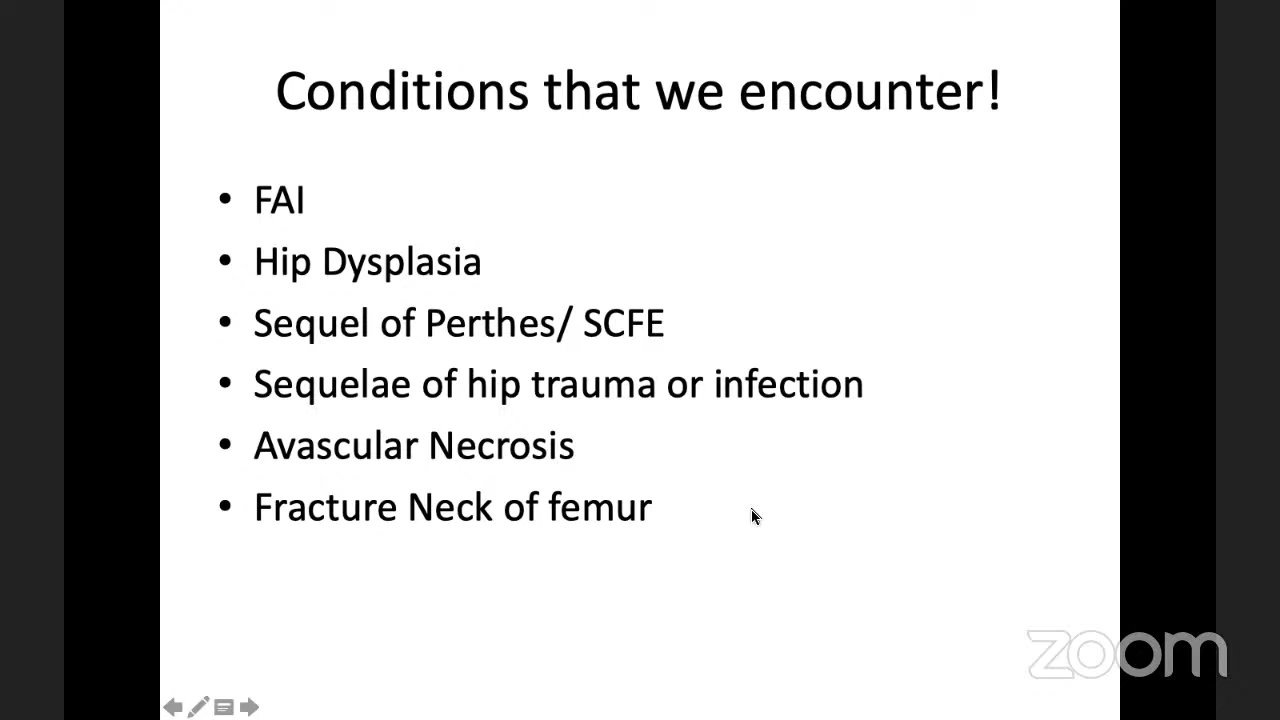 Conditions that we encounter!
• FAI
• Hip Dysplasia
• Sequel of Perthes/ SCFE
• Sequelae of hip trauma or infection
• Avascular Necrosis
• Fracture Neck of femur
zoom